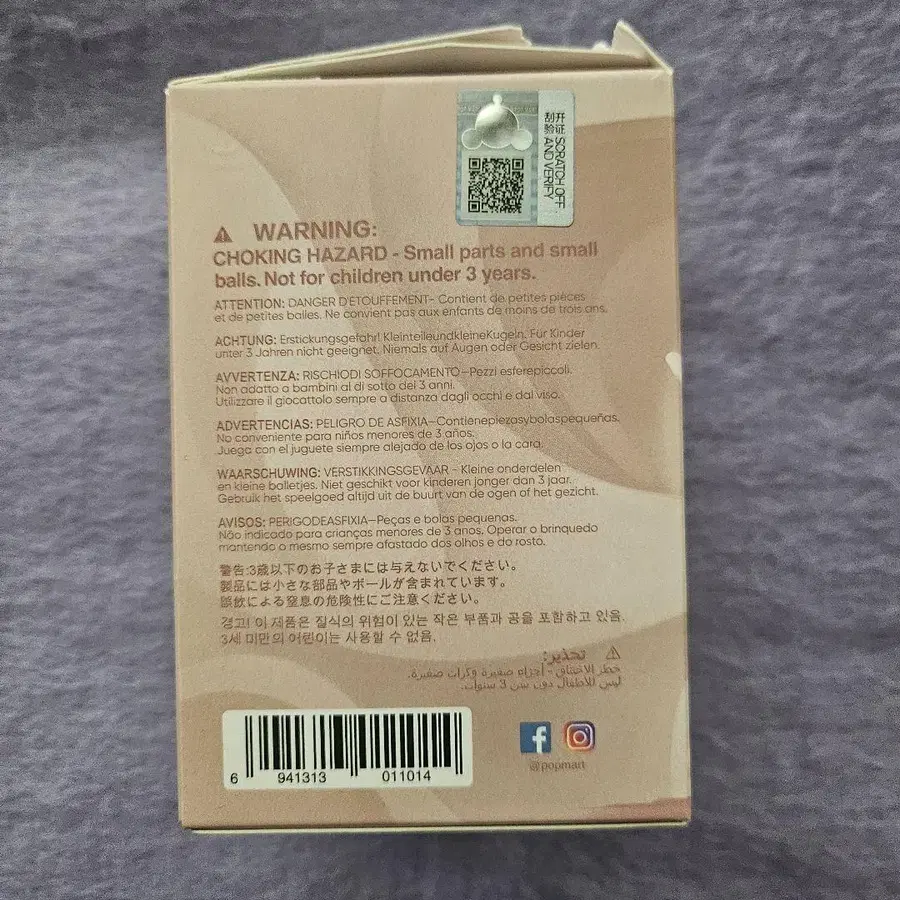 刮开
验证
SCRATCH OFF
AND VERIFY
WARNING:
CHOKING HAZARD - Small parts and small
balls. Not for children under 3 years.
ATTENTION: DANGER D'ETOUFFEMENT- Contient de petites pièces
et de petites balles. Ne convient pas aux enfants de moins de trois ans.
ACHTUNG: Erstickungsgefahr! KleinteileundkleineKugeln. Für Kinder
unter 3 Jahren nicht geeignet. Niemals auf Augen oder Gesicht zielen.
AVVERTENZA: RISCHIODI SOFFOCAMENTO-Pezzi esferepiccoli.
Non adatto a bambini al di sotto del 3 anni.
Utilizzare il giocattolo sempre a distanza dagli occhi e dal viso.
ADVERTENCIAS: PELIGRO DE ASFIXIA-Contienepiezasybolaspequeñas.
No conveniente para niños menores de 3 años.
Juega con el juguete siempre alejado de los ojos o la cara.
WAARSCHUWING: VERSTIKKINGSGEVAAR - Kleine onderdelen
en kleine balletjes. Niet geschikt voor kinderen jonger dan 3 jaar.
Gebruik het speelgoed altijd uit de buurt van de ogen of het gezicht.
AVISOS: PERIGODEASFIXIA-Peças e bolas pequenas.
Não indicado para crianças menores de 3 anos. Operar o brinquedo
mantendo o mesmo sempre afastado dos olhos e do rosto.
警告:3歳以下のお子さまには与えないでください。
製品には小さな部品やボールが含まれています。
誤飲による窒息の危険性にご注意ください。
경고! 이 제품은 질식의 위험이 있는 작은 부품과 공을 포함하고 있음.
3세 미만의 어린이는 사용할 수 없음.
تحذير:
خطر الاختناق - أجزاء صغيرة وكرات صغيرة.
ليس للأطفال دون سن 3 سنوات.
6 941313 011014
@popmart